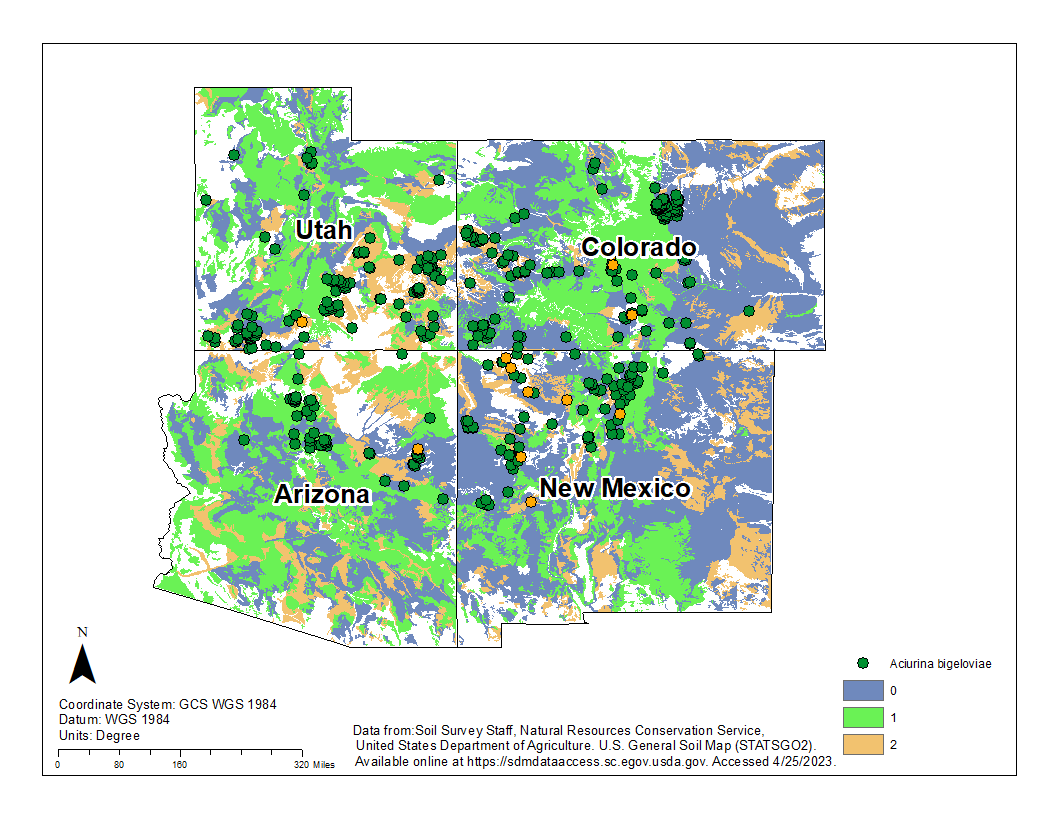 Utah
Colorado
Arizona
New Mexico
N
Aciurina bigeloviae
0
1
2
Coordinate System: GCS WGS 1984
Datum: WGS 1984
Units: Degree
0 80 160 320 Miles
Data from:Soil Survey Staff, Natural Resources Conservation Service,
United States Department of Agriculture. U.S. General Soil Map (STATSGO2).
Available online at https://sdmdataaccess.sc.egov.usda.gov. Accessed 4/25/2023.